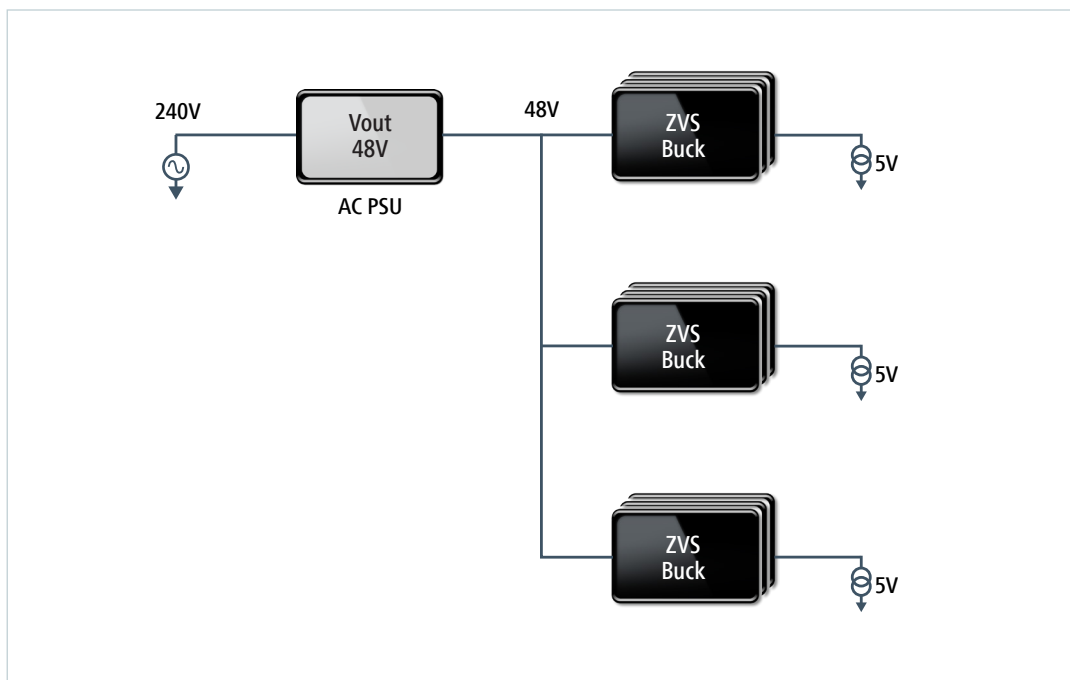 240V
Vout
48V
AC PSU
48V
ZVS
Buck
5V
ZVS
Buck
5V
ZVS
Buck
5V